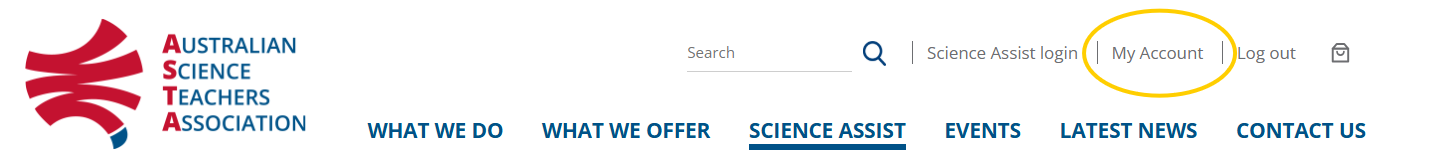 AUSTRALIAN
SCIENCE
TEACHERS
ASSOCIATION
Search
Science Assist login
My Account
Log out
WHAT WE DO
WHAT WE OFFER
SCIENCE ASSIST
EVENTS
LATEST NEWS
CONTACT US